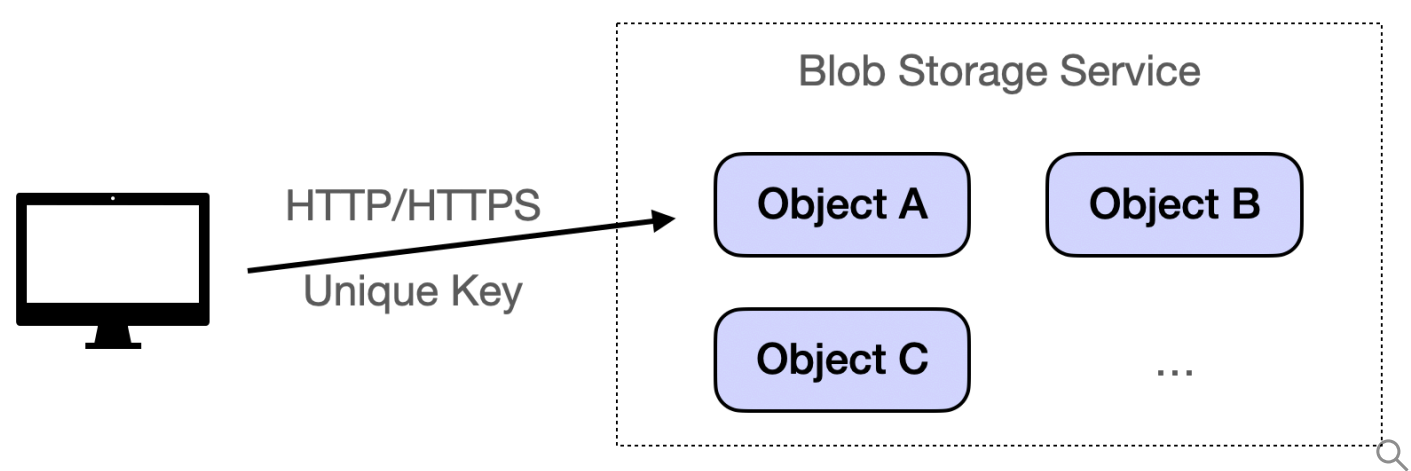 Blob Storage Service
HTTP/HTTPS
Unique Key
Object A
Object B
Object C
...